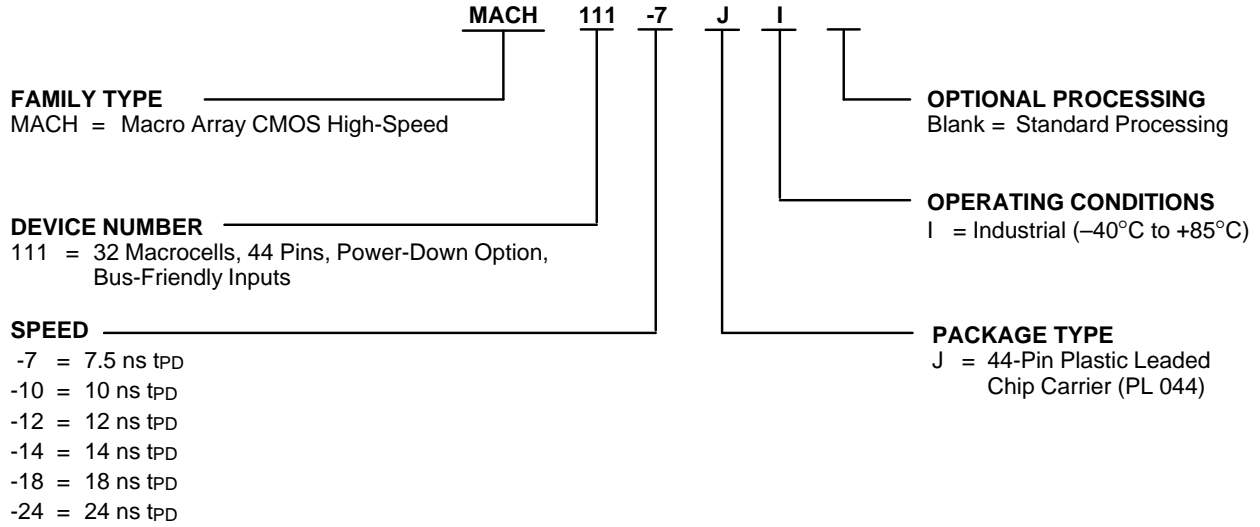 MACH 111 -7 J I
FAMILY TYPE
MACH = Macro Array CMOS High-Speed
DEVICE NUMBER
111 = 32 Macrocells, 44 Pins, Power-Down Option,
Bus-Friendly Inputs
SPEED
-7 = 7.5 ns tPD
-10 = 10 ns tPD
-12 = 12 ns tPD
-14 = 14 ns tPD
-18 = 18 ns tPD
-24 = 24 ns tPD
OPTIONAL PROCESSING
Blank = Standard Processing
OPERATING CONDITIONS
I = Industrial (–40°C to +85°C)
PACKAGE TYPE
J = 44-Pin Plastic Leaded
Chip Carrier (PL 044)